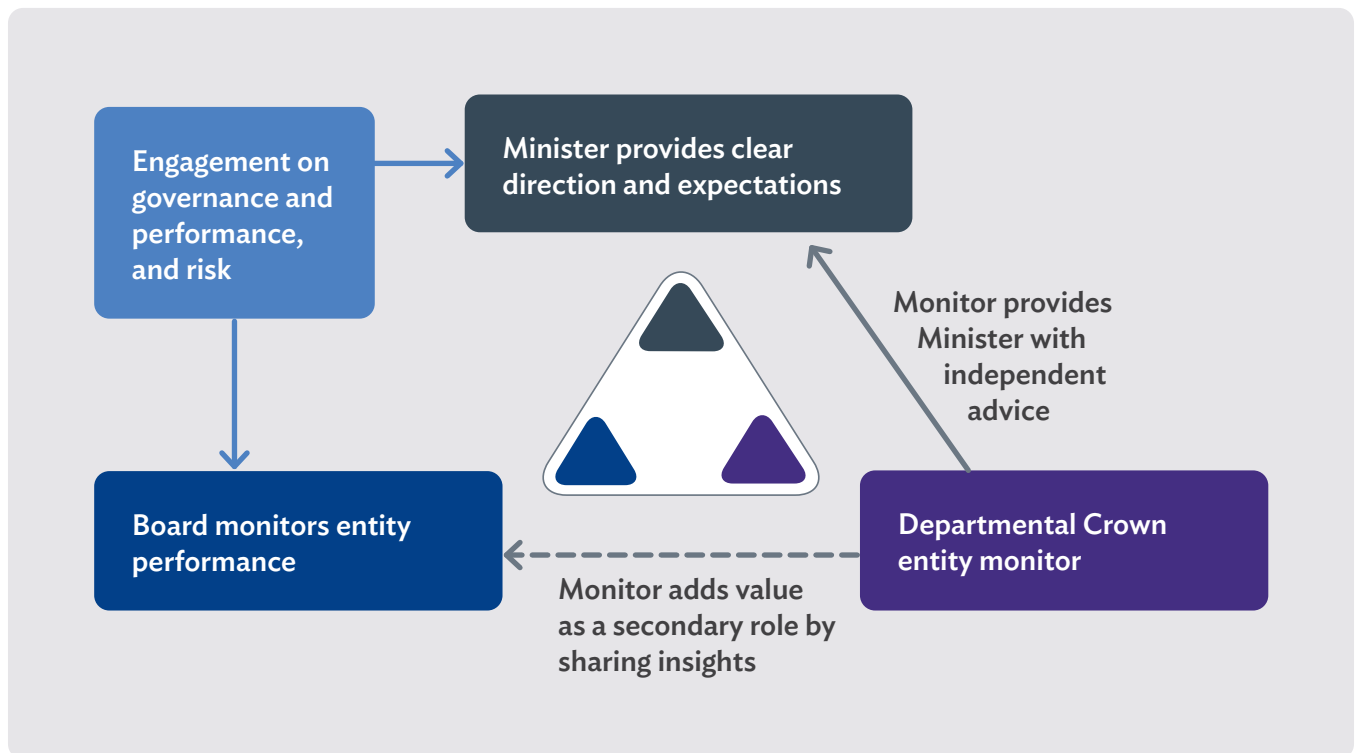 Engagement on
governance and
performance,
and risk
Minister provides clear
direction and expectations
Monitor provides
Minister with
independent
advice
Board monitors entity
performance
Departmental Crown
entity monitor
Monitor adds value
as a secondary role by
sharing insights